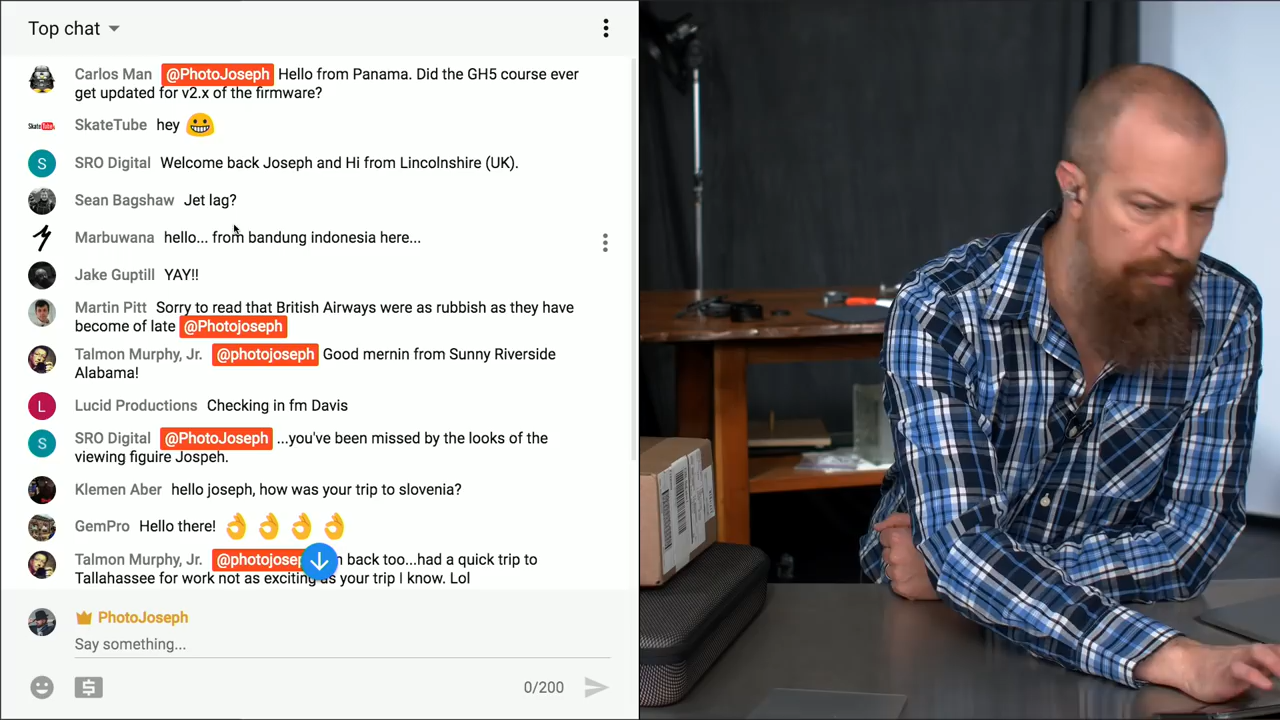 Top chat
Carlos Man @PhotoJoseph Hello from Panama. Did the GH5 course ever
get updated for v2.x of the firmware?
SkateTube hey
S SRO Digital Welcome back Joseph and Hi from Lincolnshire (UK).
Sean Bagshaw Jet lag?
Marbuwana hello... from bandung indonesia here...
Jake Guptill YAY!!
Martin Pitt Sorry to read that British Airways were as rubbish as they have
become of late @Photojoseph
Talmon Murphy, Jr. @photojoseph Good mernin from Sunny Riverside
Alabama!
L Lucid Productions Checking in fm Davis
S SRO Digital @PhotoJoseph ...you've been missed by the looks of the
viewing figuire Jospeh.
Klemen Aber hello joseph, how was your trip to slovenia?
GemPro Hello there!
Talmon Murphy, Jr. back too...had a quick trip to
Tallahassee for work not as exciting as your trip I know. Lol
PhotoJoseph
Say something...
0/200